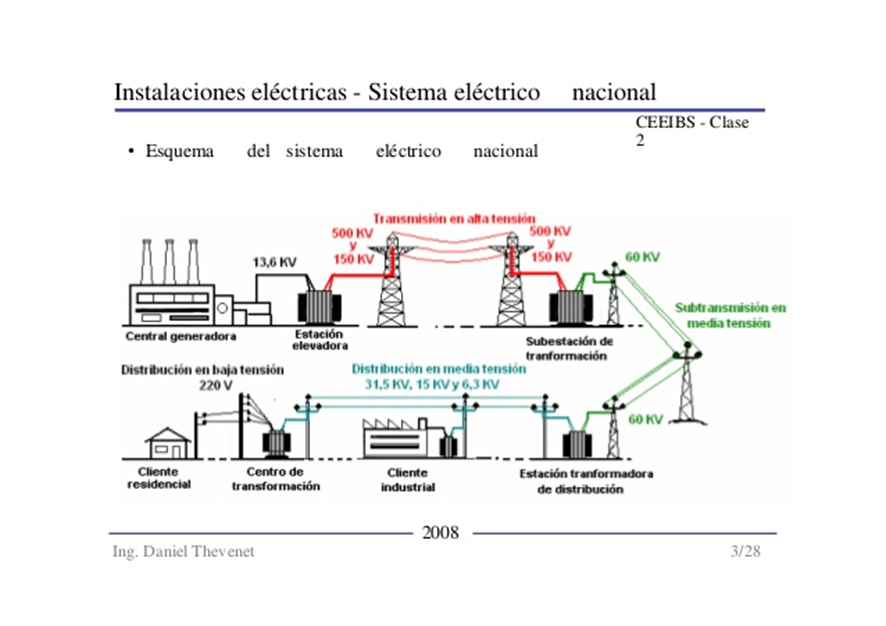 Instalaciones eléctricas - Sistema eléctrico nacional
CEEIBS - Clase
2
• Esquema del sistema eléctrico nacional
Transmisión en alta tensión
500 KV
y
150 KV
500 KV
y
150 KV
13,6 KV
60 KV
Subtransmisión en
media tensión
Central generadora
Estación
elevadora
Subestación de
tranformación
Distribución en baja tensión
220 V
Distribución en media tensión
31,5 KV, 15 KV y 6,3 KV
60 KV
Cliente
residencial
Centro de
transformación
Cliente
industrial
Estación tranformadora
de distribución
2008
Ing. Daniel Thevenet
3/28